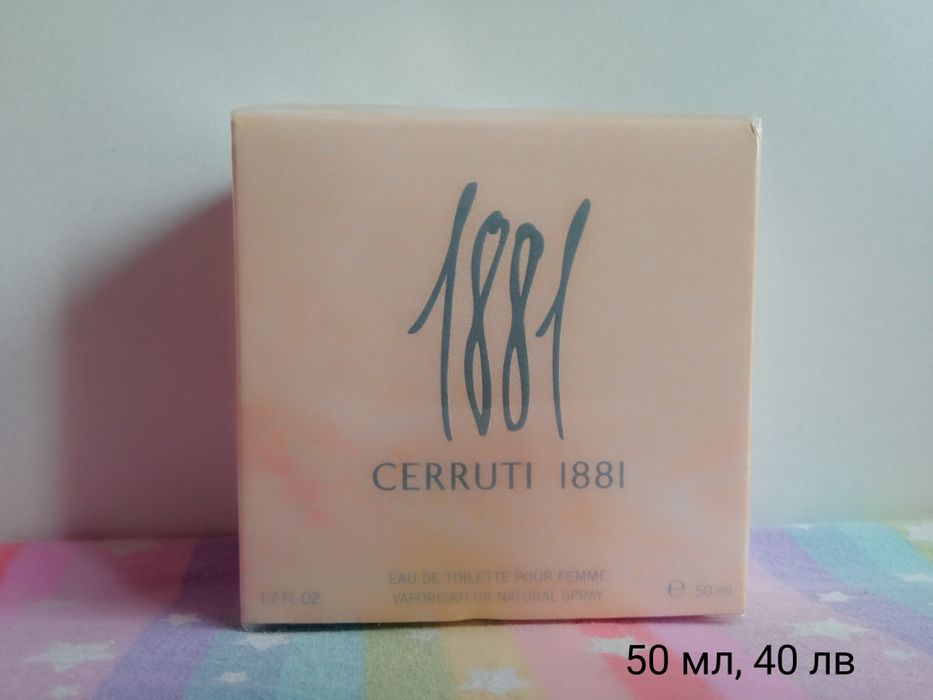 1881
CERRUTI 1881
EAU DE TOILETTE POUR FEMME
1.7 FL OZ VAPORISATEUR NATURAL SPRAY e 50 ml
50 мл, 40 лв